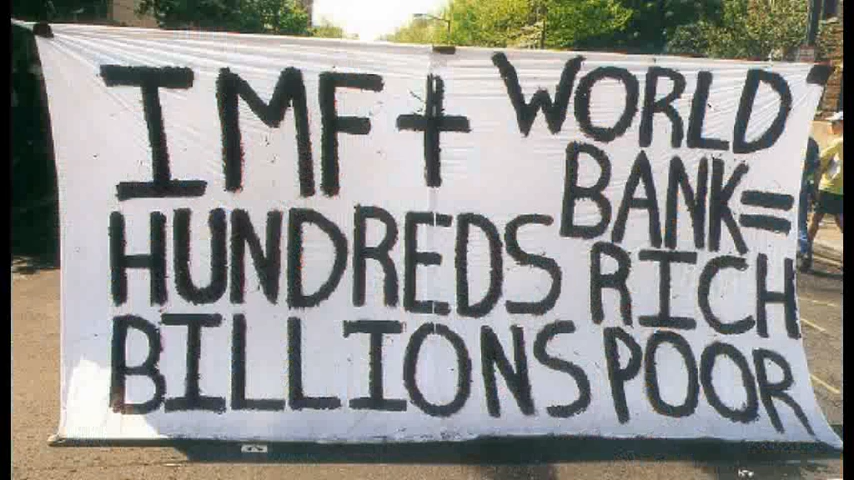 IMF + WORLD
BANK =
HUNDREDS RICH
BILLIONS POOR